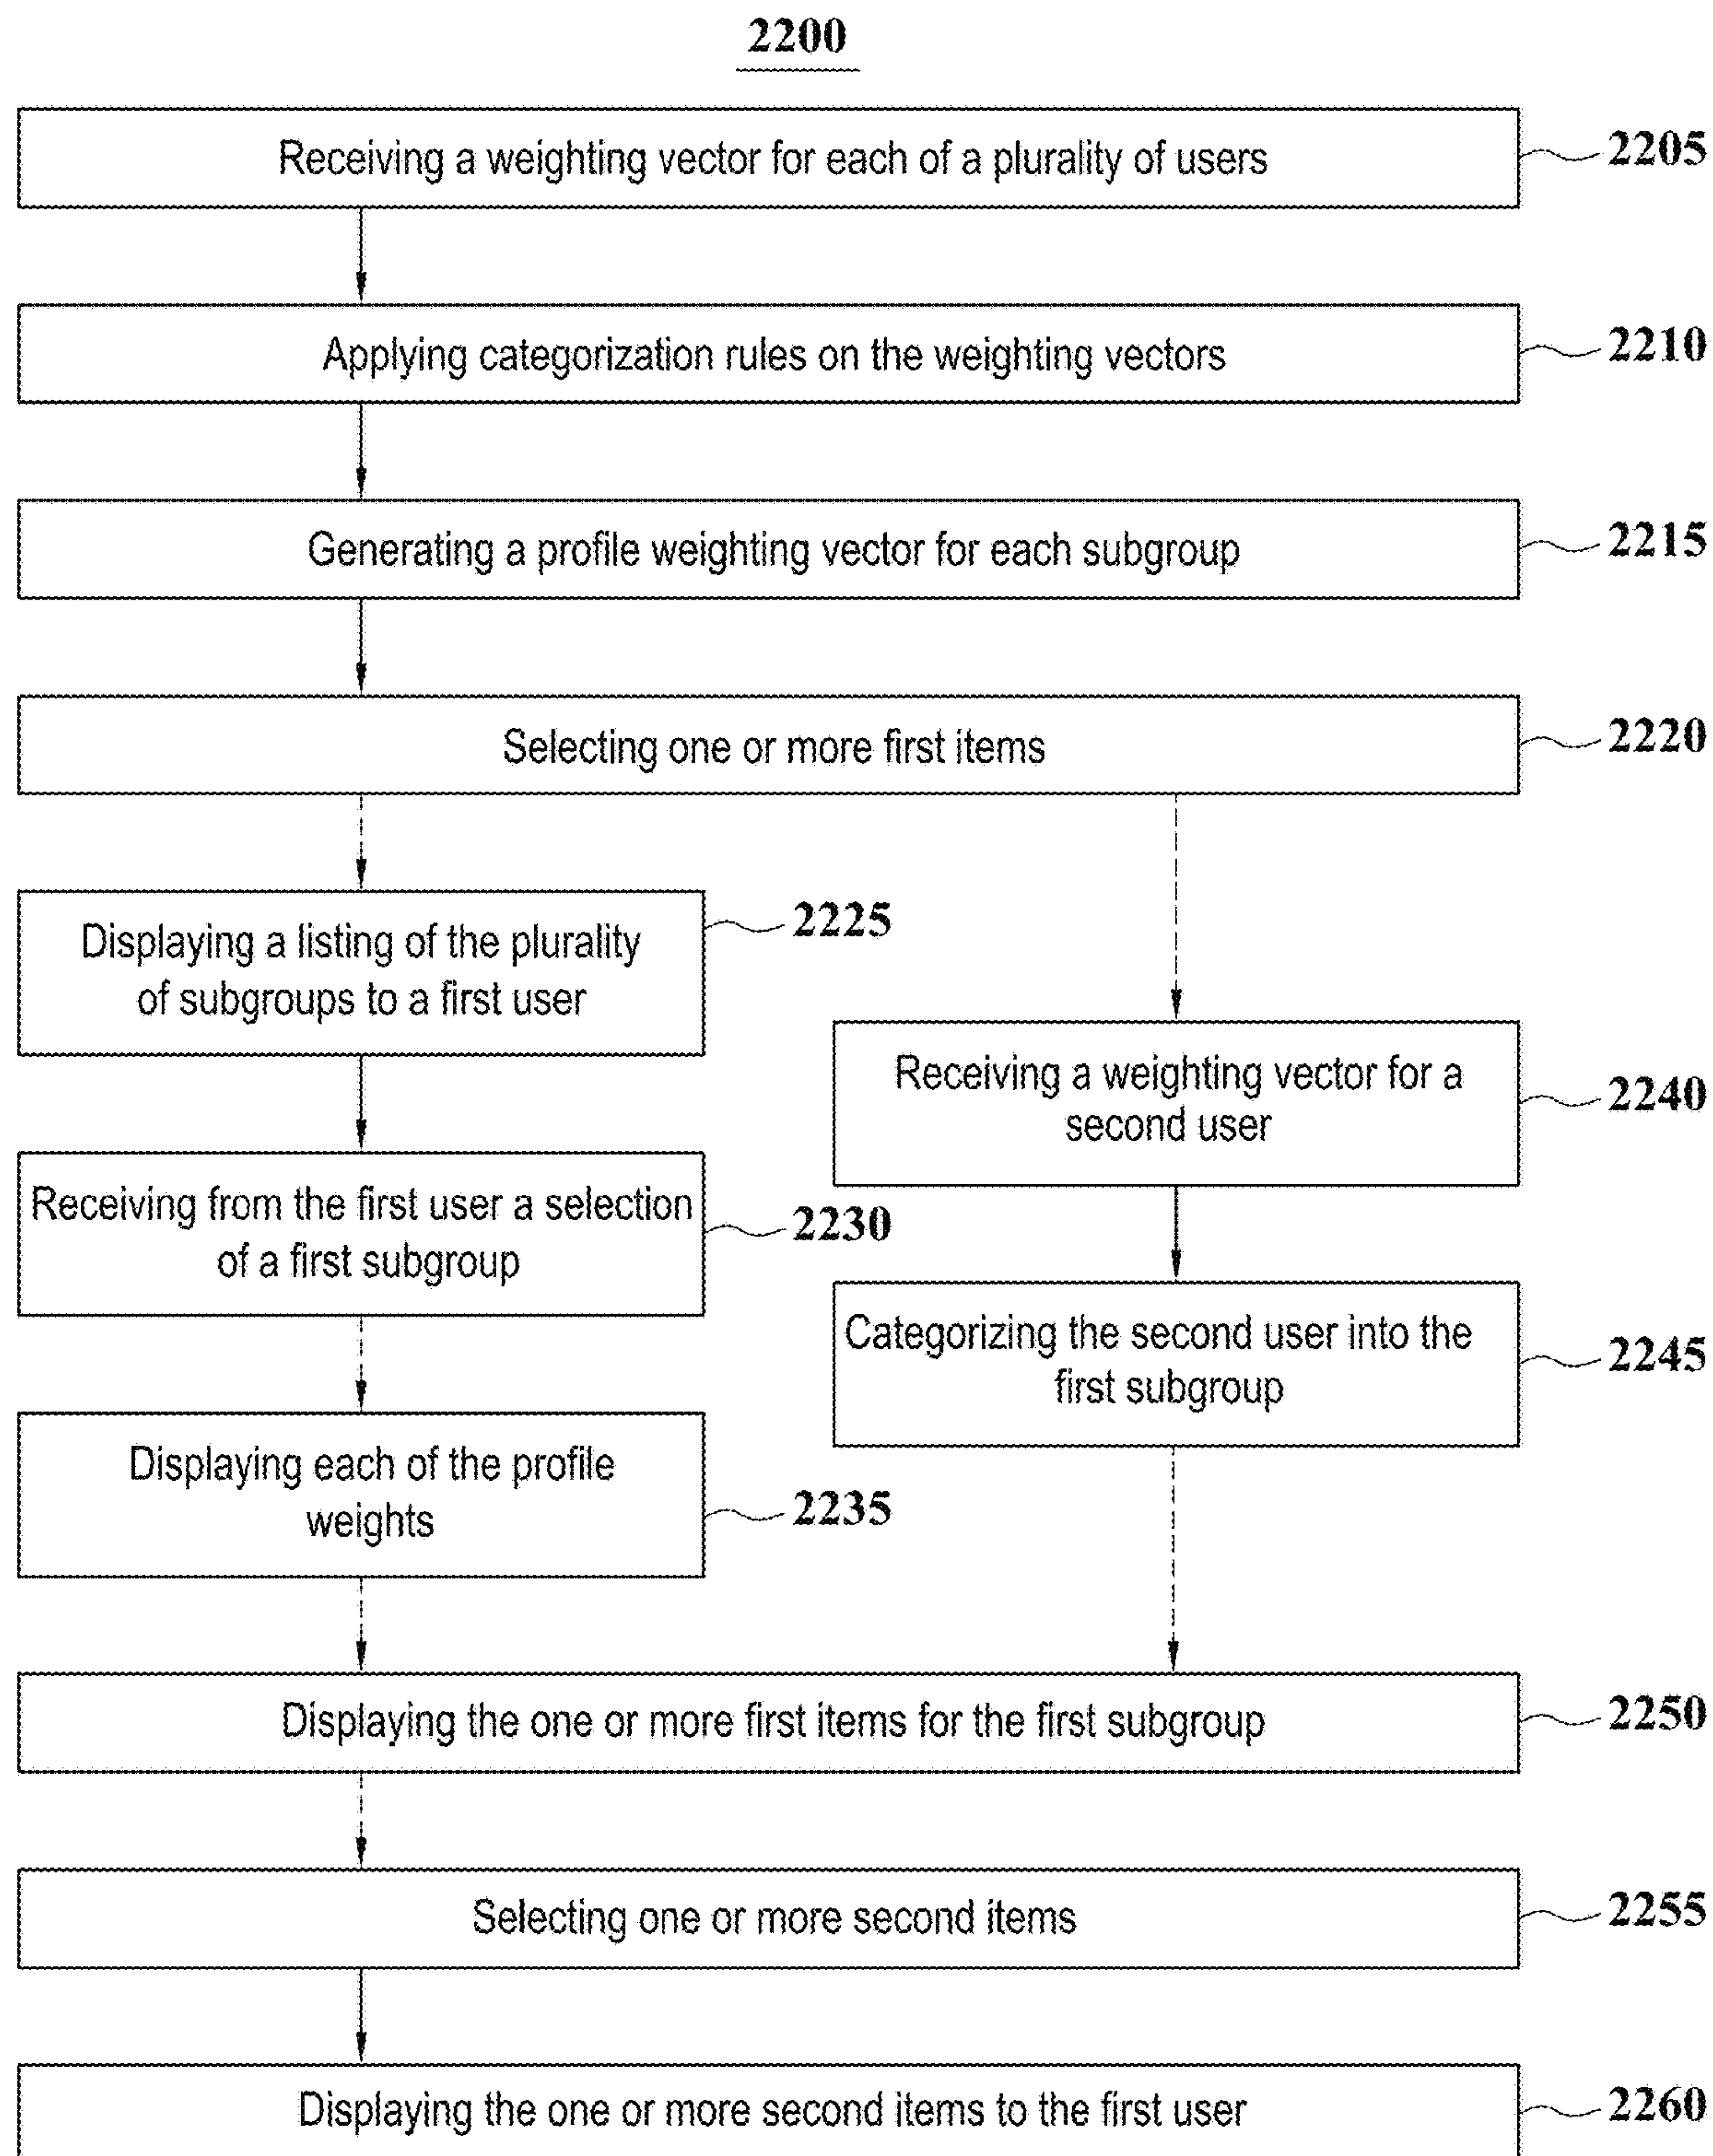 2200
Receiving a weighting vector for each of a plurality of users
2205
Applying categorization rules on the weighting vectors
2210
Generating a profile weighting vector for each subgroup
2215
Selecting one or more first items
2220
Displaying a listing of the plurality
of subgroups to a first user
2225
Receiving from the first user a selection
of a first subgroup
2230
Displaying each of the profile
weights
2235
Receiving a weighting vector for a
second user
2240
Categorizing the second user into the
first subgroup
2245
Displaying the one or more first items for the first subgroup
2250
Selecting one or more second items
2255
Displaying the one or more second items to the first user
2260